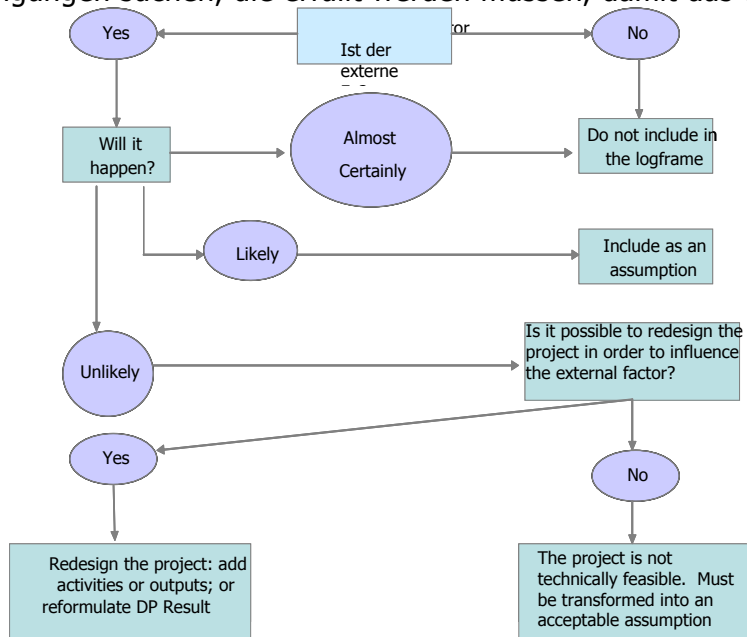 sachen, die erfüllt werden müssen, damit das
Yes
Ist der
externe
No
Will it
happen?
Almost
Certainly
Do not include in
the logframe
Likely
Include as an
assumption
Unlikely
Is it possible to redesign the
project in order to influence
the external factor?
Yes
No
Redesign the project: add
activities or outputs; or
reformulate DP Result
The project is not
technically feasible. Must
be transformed into an
acceptable assumption